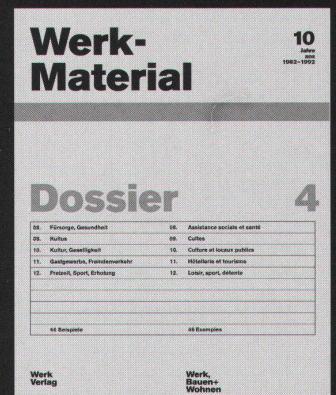 Werk-
Material
10
Jahre
aus
1982–1992
Dossier 4
08. Fürsorge, Gesundheit 08. Assistance sociale et santé
09. Kultus 09. Cultes
10. Kultur, Geselligkeit 10. Culture et locaux publics
11. Gastgewerbe, Fremdenverkehr 11. Hôtellerie et tourisme
12. Freizeit, Sport, Erholung 12. Loisir, sport, détente
46 Beispiele 46 Examples
Werk Werk,
Verlag Bauen+
Wohnen